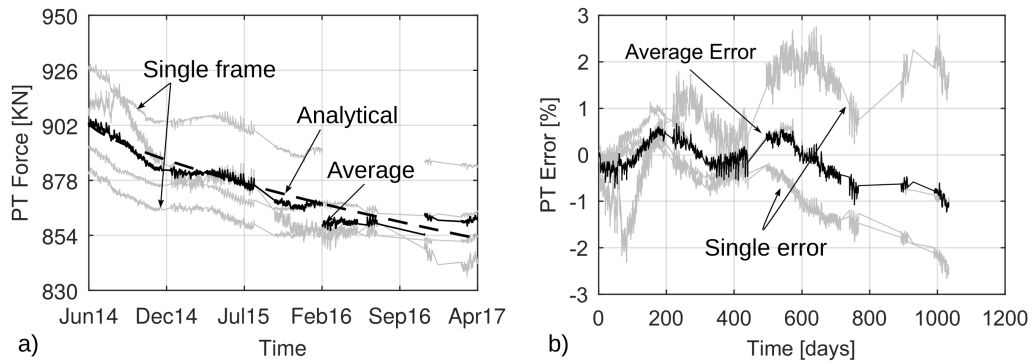 950
926
902
878
854
830
PT Force [KN]
Single frame
Analytical
Average
Jun14 Dec14 Jul15 Feb16 Sep16 Apr17
Time
a)
3
2
1
0
-1
-2
-3
PT Error [%]
Average Error
Single error
0 200 400 600 800 1000 1200
Time [days]
b)